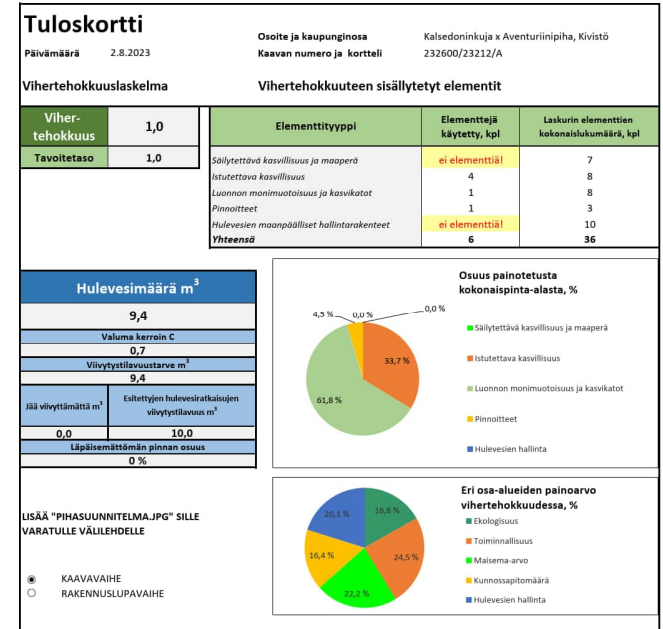 Tuloskortti
Päivämäärä 2.8.2023
Osoite ja kaupunginosa Kalsedoninkuja x Aventuriinipiha, Kivistö
Kaavan numero ja kortteli 232600/23212/A
Vihertehokkuuslaskelma
Vihertehokkuuteen sisällytetyt elementit
Viher-
tehokkuus 1,0
Tavoitetaso 1,0
Elementtityyppi
Elementtejä
käytetty, kpl
Laskurin elementtien
kokonaislukumäärä, kpl
Säilytettävä kasvillisuus ja maaperä ei elementtiä! 7
Istutettava kasvillisuus 4 8
Luonnon monimuotoisuus ja kasvikatot 1 8
Pinnoitteet 1 3
Hulevesien maanpäälliset hallintarakenteet ei elementtiä! 10
Yhteensä 6 36
Hulevesimäärä m³
9,4
Valuma kerroin C
0,7
Viivytystilavuustarve m³
9,4
Jää viivyttämättä m³
Esitettyjen hulevesiratkaisujen
viivytystilavuus m³
0,0 10,0
Läpäisemättömän pinnan osuus
0 %
Osuus painotetusta
kokonaispinta-alasta, %
4,5 % 0,0 % 0,0 %
33,7 %
61,8 %
Säilytettävä kasvillisuus ja maaperä
Istutettava kasvillisuus
Luonnon monimuotoisuus ja kasvikatot
Pinnoitteet
Hulevesien hallinta
LISÄÄ "PIHASUUNNITELMA.JPG" SILLE
VARATULLE VÄLILEHDELLE
KAAVAVAIHE
RAKENNUSLUPAVAIHE
Eri osa-alueiden painoarvo
vihertehokkuudessa, %
20,1 % 16,8 %
16,4 % 24,5 %
22,2 %
Ekologisuus
Toiminnallisuus
Maisema-arvo
Kunnossapitomäärä
Hulevesien hallinta